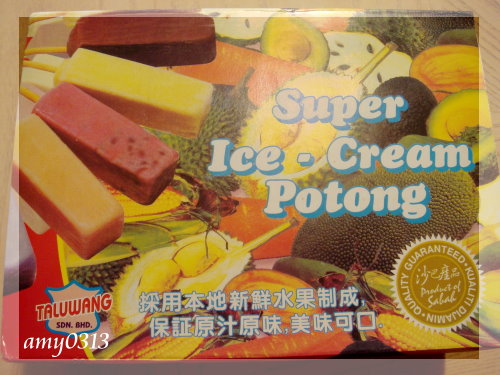 Super
Ice - Cream
Potong
QUALITY GUARANTEED • KUALITI DIJAMIN
沙巴產品
Product of
Sabah
TALUWANG
SDN. BHD.
採用本地新鮮水果制成,
保証原汁原味,美味可口.
amy0313